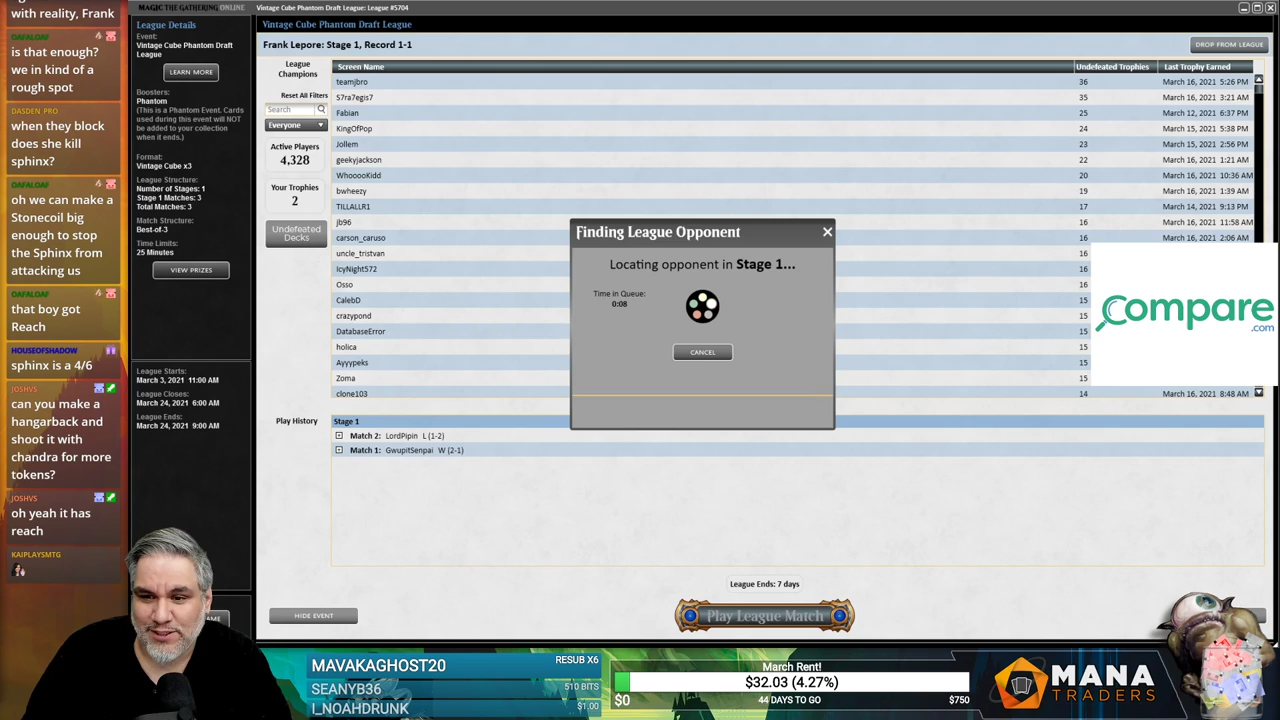 with reality, Frank
OAFALOAF
is that enough?
we in kind of a
rough spot
DASDEN_PRO
when they block
does she kill
sphinx?
OAFALOAF
oh we can make a
Stonecoil big
enough to stop
the Sphinx from
attacking us
OAFALOAF
that boy got
Reach
HOUSEOFSHADOW
sphinx is a 4/6
JOSHVS
can you make a
hangarback and
shoot it with
chandra for more
tokens?
JOSHVS
oh yeah it has
reach
KAIPLAYSMTG
MAGIC THE GATHERING ONLINE
Vintage Cube Phantom Draft League: League #5704
League Details
Event:
Vintage Cube Phantom Draft
League
LEARN MORE
Boosters:
Phantom
(This is a Phantom Event. Cards
used during this event will NOT
be added to your collection
when it ends.)
Format:
Vintage Cube x3
League Structure:
Number of Stages: 1
Stage 1 Matches: 3
Total Matches: 3
Match Structure:
Best-of-3
Time Limits:
25 Minutes
VIEW PRIZES
League Starts:
March 3, 2021 11:00 AM
League Closes:
March 24, 2021 6:00 AM
League Ends:
March 24, 2021 9:00 AM
Vintage Cube Phantom Draft League
Frank Lepore: Stage 1, Record 1-1
DROP FROM LEAGUE
League
Champions
Reset All Filters
Search
Everyone
Active Players
4,328
Your Trophies
2
Undefeated
Decks
Screen Name Undefeated Trophies Last Trophy Earned
teamjbro 36 March 16, 2021 5:26 PM
S7ra7egis7 35 March 16, 2021 3:21 AM
Fabian 25 March 12, 2021 6:37 PM
KingOfPop 24 March 15, 2021 5:38 PM
Jollem 23 March 15, 2021 2:56 PM
geekyjackson 22 March 16, 2021 1:21 AM
WhooooKidd 20 March 16, 2021 10:36 AM
bwheezy 19 March 16, 2021 1:39 AM
TILLALLR1 17 March 14, 2021 9:13 PM
jb96 16 March 16, 2021 11:58 AM
carson_caruso 16 March 16, 2021 2:06 AM
uncle_tristvan 16
IcyNight572 16
Osso 16
CalebD 15
crazypond 15
DatabaseError 15
holica 15
Ayyypeks 15
Zoma 15
clone103 14 March 16, 2021 8:48 AM
Finding League Opponent
Locating opponent in Stage 1...
Time in Queue:
0:08
CANCEL
Compare
.com
Play History
Stage 1
Match 2: LordPipin L (1-2)
Match 1: GwupitSenpai W (2-1)
League Ends: 7 days
HIDE EVENT
Play League Match
MAVAKAGHOST20 RESUB X6
SEANYB36 510 BITS
I_NOAHDRUNK $1.00
March Rent!
$32.03 (4.27%)
$0 44 DAYS TO GO $750
MANA
TRADERS